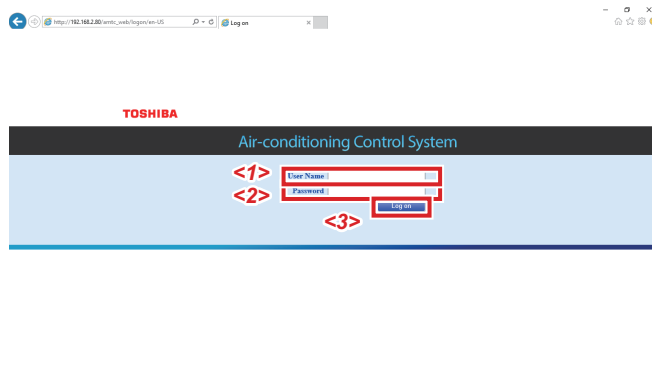 http://192.168.2.80/amtc_web/logon/en-US
Log on
TOSHIBA
Air-conditioning Control System
<1>
User Name
<2>
Password
Log on
<3>